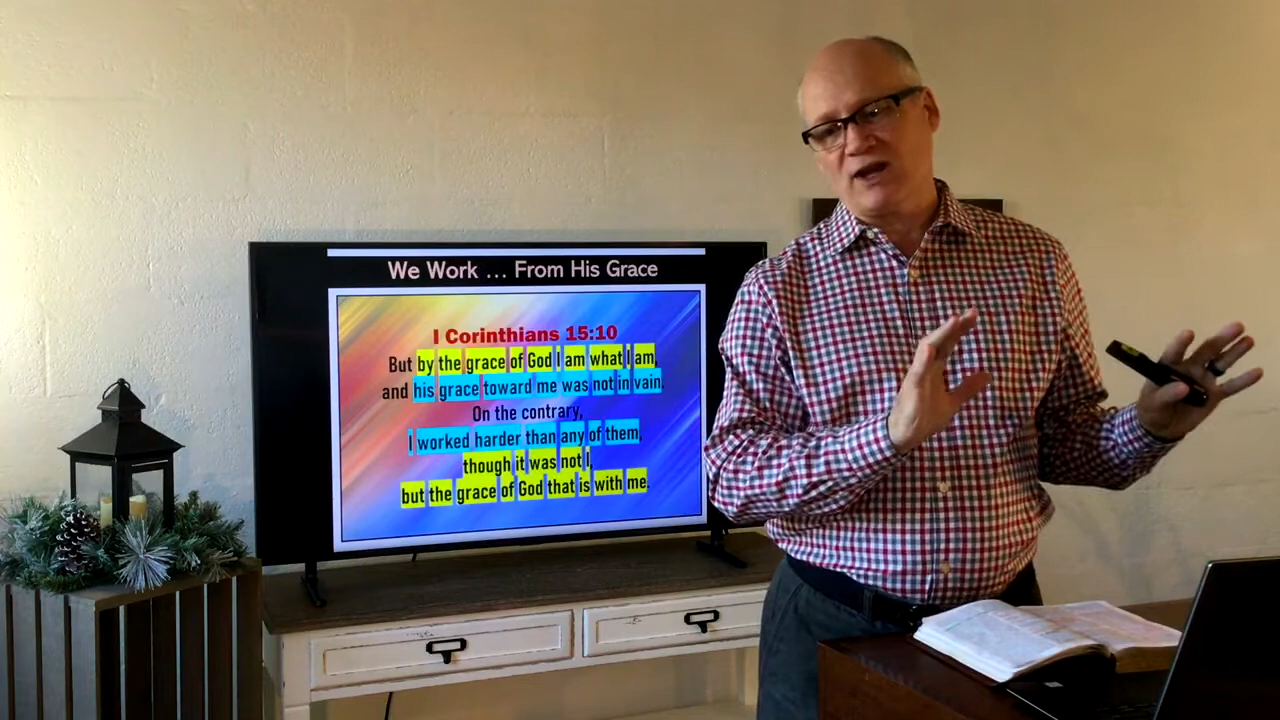 We Work ... From His Grace
I Corinthians 15:10
But by the grace of God I am what I am,
and his grace toward me was not in vain.
On the contrary,
I worked harder than any of them,
though it was not I,
but the grace of God that is with me.